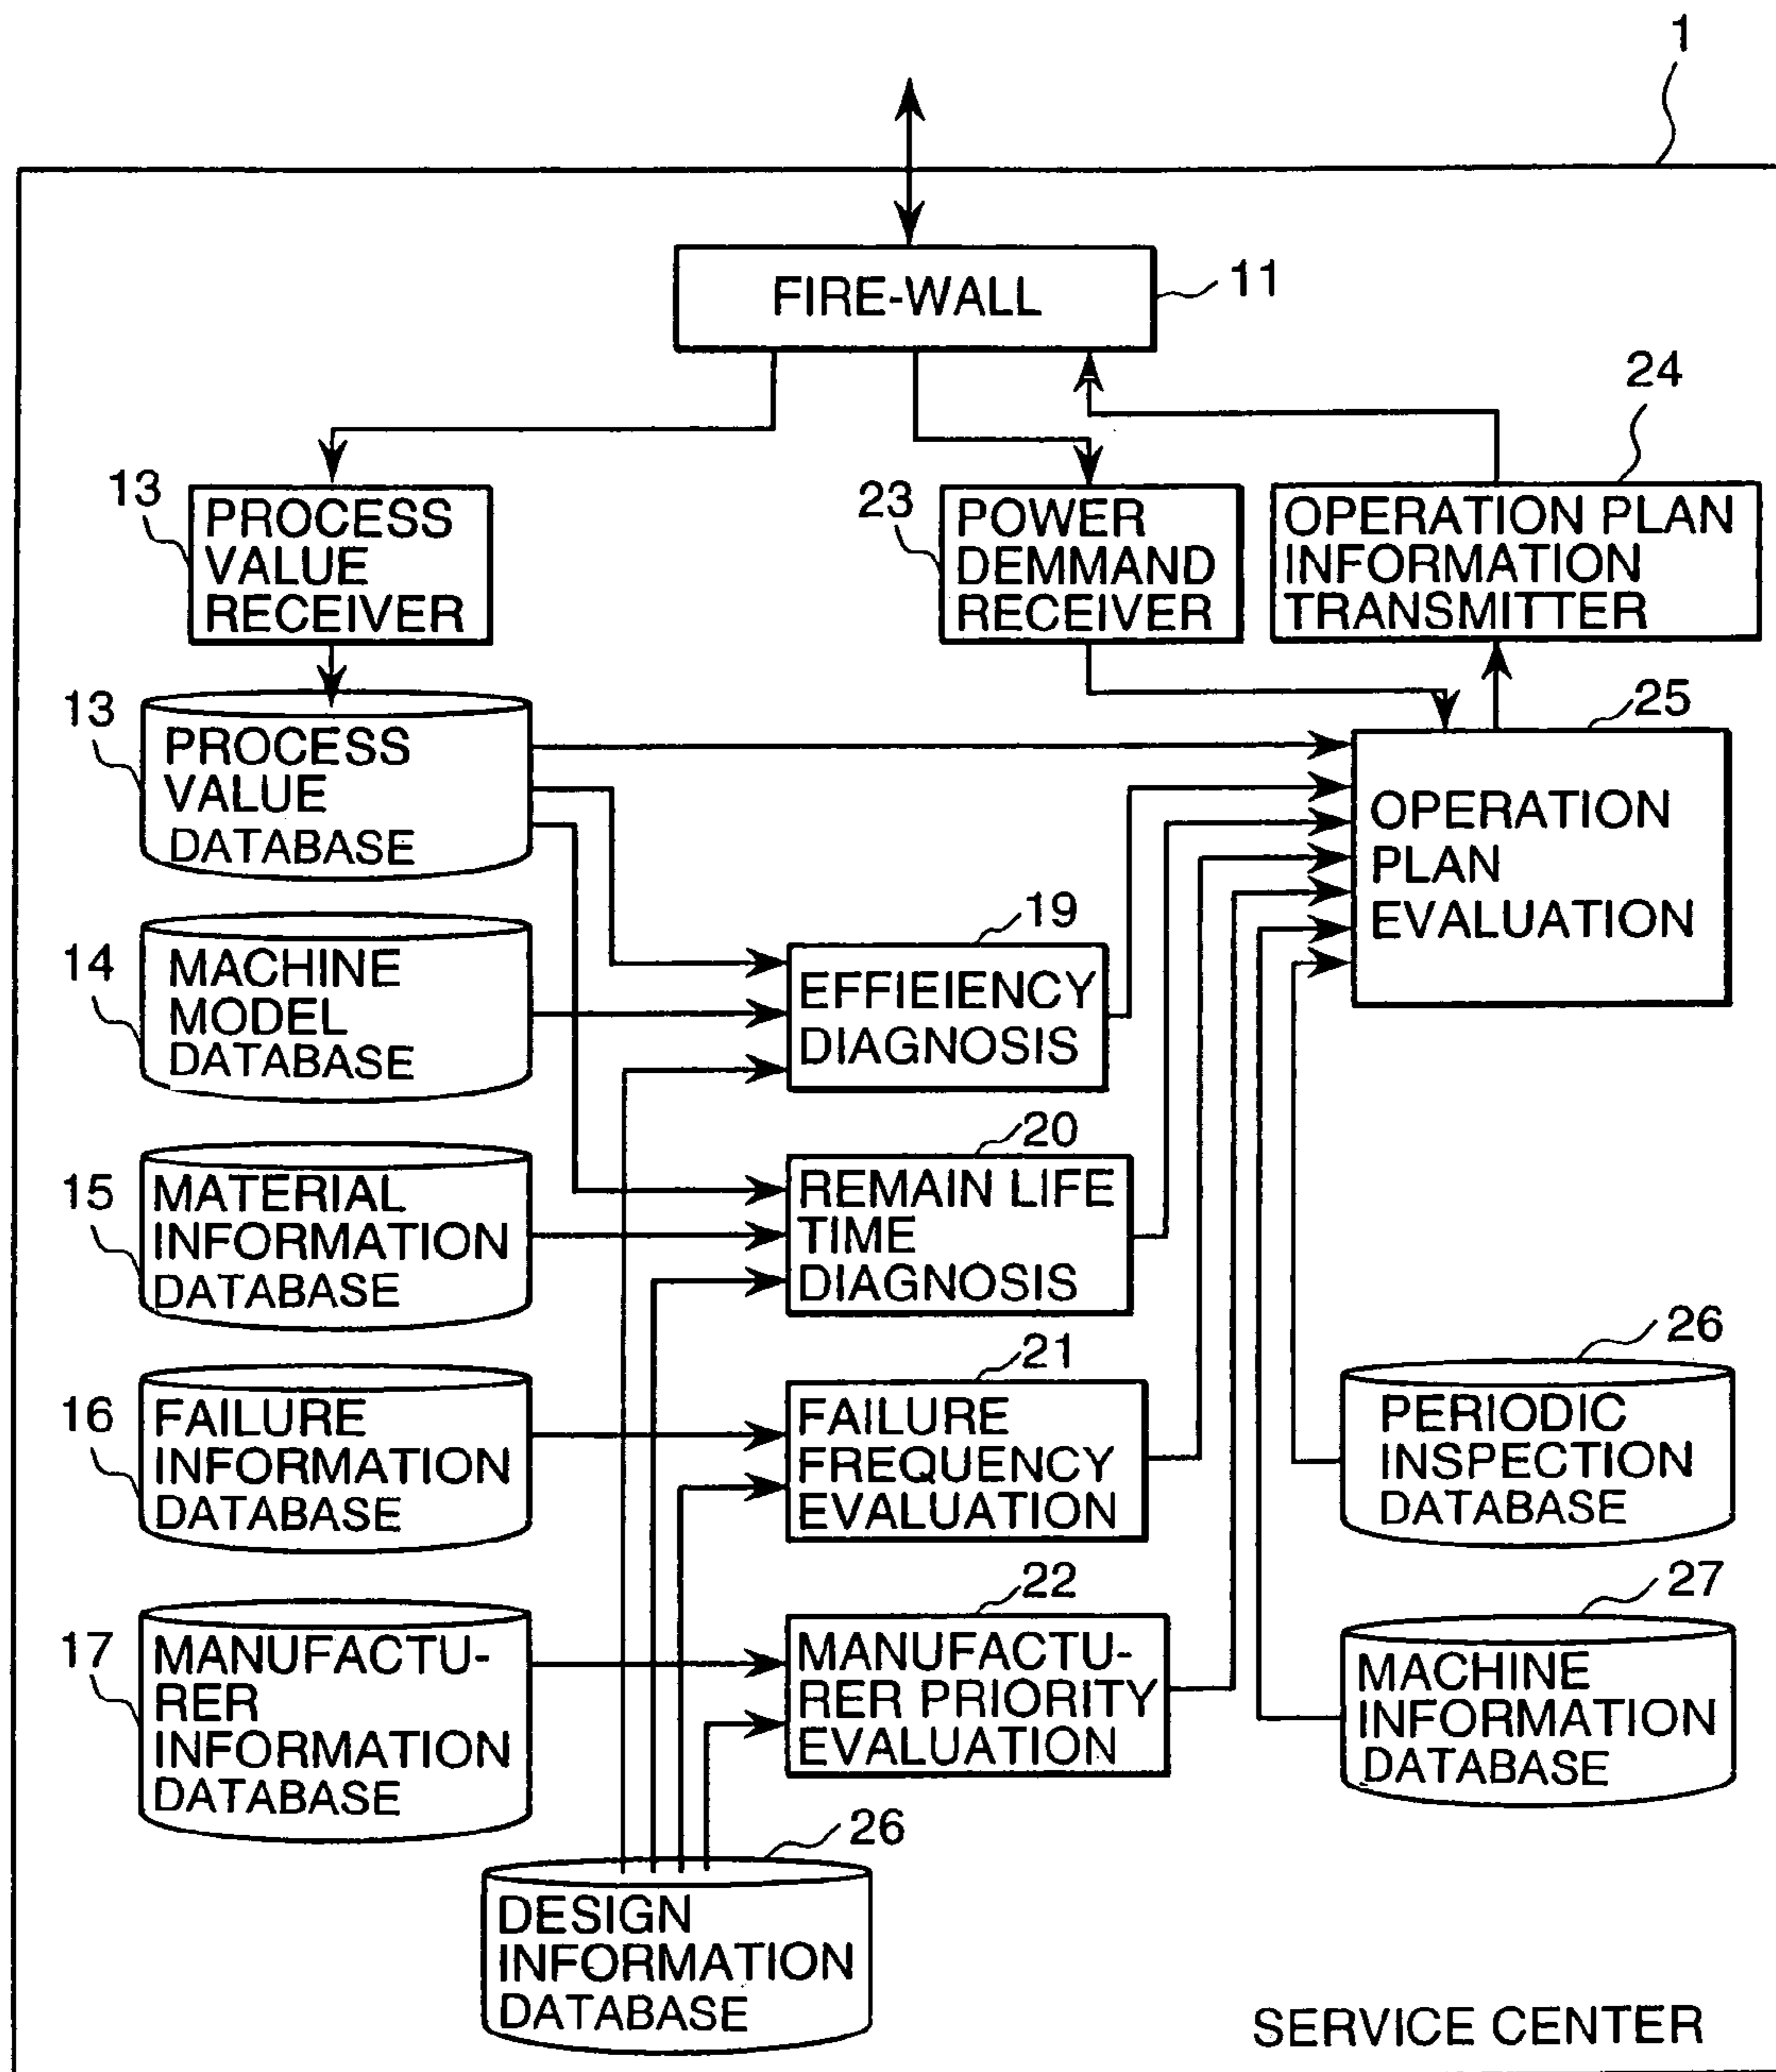 1
FIRE-WALL
11
24
13
PROCESS
VALUE
RECEIVER
23
POWER
DEMMAND
RECEIVER
OPERATION PLAN
INFORMATION
TRANSMITTER
13
PROCESS
VALUE
DATABASE
25
OPERATION
PLAN
EVALUATION
14
MACHINE
MODEL
DATABASE
19
EFFIEIENCY
DIAGNOSIS
15
MATERIAL
INFORMATION
DATABASE
20
REMAIN LIFE
TIME
DIAGNOSIS
16
FAILURE
INFORMATION
DATABASE
21
FAILURE
FREQUENCY
EVALUATION
26
PERIODIC
INSPECTION
DATABASE
17
MANUFACTU-
RER
INFORMATION
DATABASE
22
MANUFACTU-
RER PRIORITY
EVALUATION
27
MACHINE
INFORMATION
DATABASE
26
DESIGN
INFORMATION
DATABASE
SERVICE CENTER